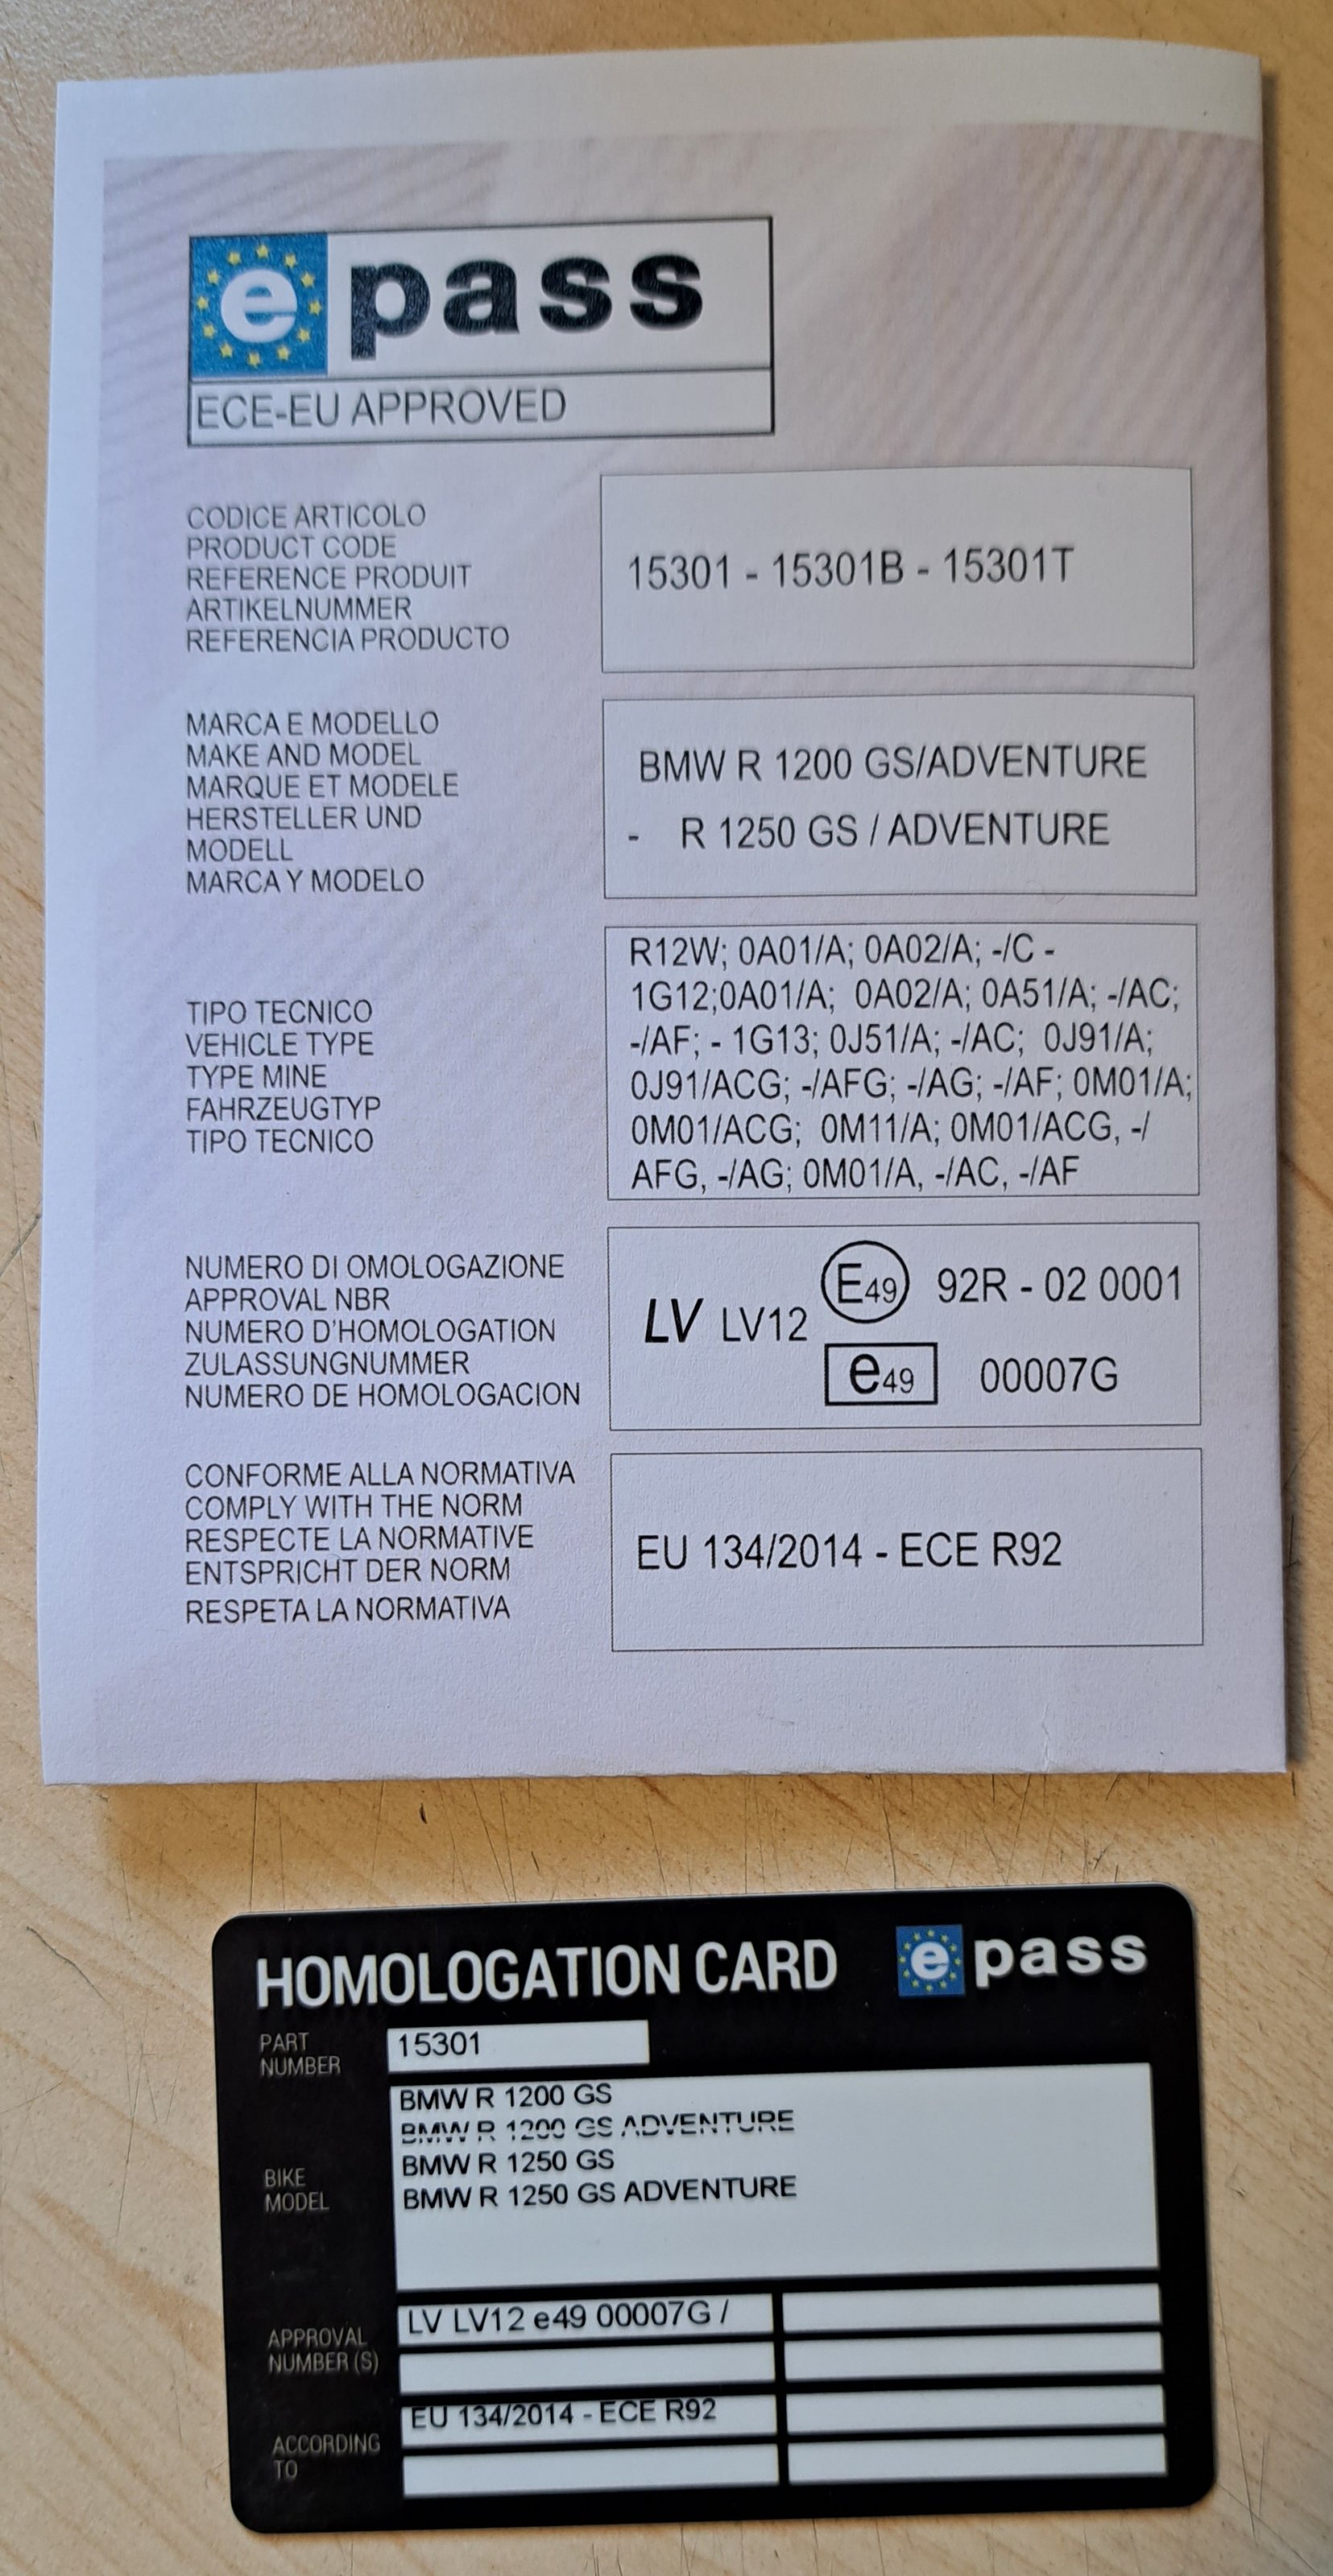 e pass
ECE-EU APPROVED
CODICE ARTICOLO
PRODUCT CODE
REFERENCE PRODUIT
ARTIKELNUMMER
REFERENCIA PRODUCTO
15301 - 15301B - 15301T
MARCA E MODELLO
MAKE AND MODEL
MARQUE ET MODELE
HERSTELLER UND
MODELL
MARCA Y MODELO
BMW R 1200 GS/ADVENTURE
- R 1250 GS / ADVENTURE
TIPO TECNICO
VEHICLE TYPE
TYPE MINE
FAHRZEUGTYP
TIPO TECNICO
R12W; 0A01/A; 0A02/A; -/C -
1G12;0A01/A; 0A02/A; 0A51/A; -/AC;
-/AF; - 1G13; 0J51/A; -/AC; 0J91/A;
0J91/ACG; -/AFG; -/AG; -/AF; 0M01/A;
0M01/ACG; 0M11/A; 0M01/ACG, -/
AFG, -/AG; 0M01/A, -/AC, -/AF
NUMERO DI OMOLOGAZIONE
APPROVAL NBR
NUMERO D'HOMOLOGATION
ZULASSUNGNUMMER
NUMERO DE HOMOLOGACION
LV LV12 E49 92R - 02 0001
e49 00007G
CONFORME ALLA NORMATIVA
COMPLY WITH THE NORM
RESPECTE LA NORMATIVE
ENTSPRICHT DER NORM
RESPETA LA NORMATIVA
EU 134/2014 - ECE R92
HOMOLOGATION CARD e pass
PART
NUMBER
15301
BIKE
MODEL
BMW R 1200 GS
BMW R 1200 GS ADVENTURE
BMW R 1250 GS
BMW R 1250 GS ADVENTURE
APPROVAL
NUMBER (S)
LV LV12 e49 00007G /
ACCORDING
TO
EU 134/2014 - ECE R92